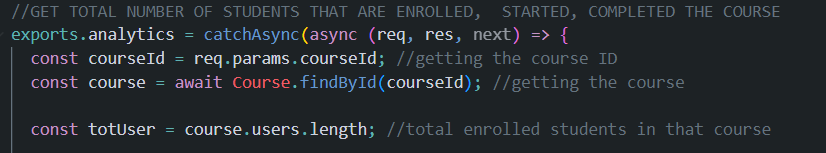 //GET TOTAL NUMBER OF STUDENTS THAT ARE ENROLLED,  STARTED, COMPLETED THE COURSE
exports.analytics = catchAsync(async (req, res, next) => {
  const courseId = req.params.courseId; //getting the course ID
  const course = await Course.findById(courseId); //getting the course

  const totUser = course.users.length; //total enrolled students in that course